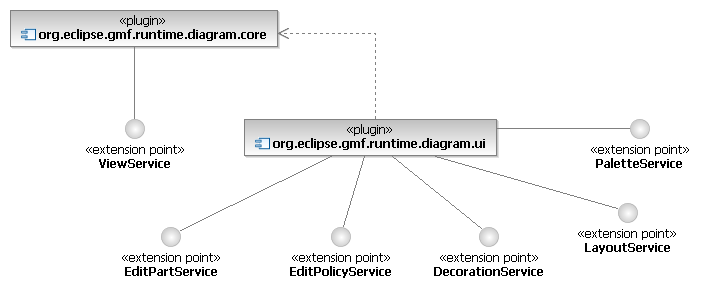 «plugin»
org.eclipse.gmf.runtime.diagram.core
«extension point»
ViewService
«plugin»
org.eclipse.gmf.runtime.diagram.ui
«extension point»
PaletteService
«extension point»
EditPartService
«extension point»
EditPolicyService
«extension point»
DecorationService
«extension point»
LayoutService